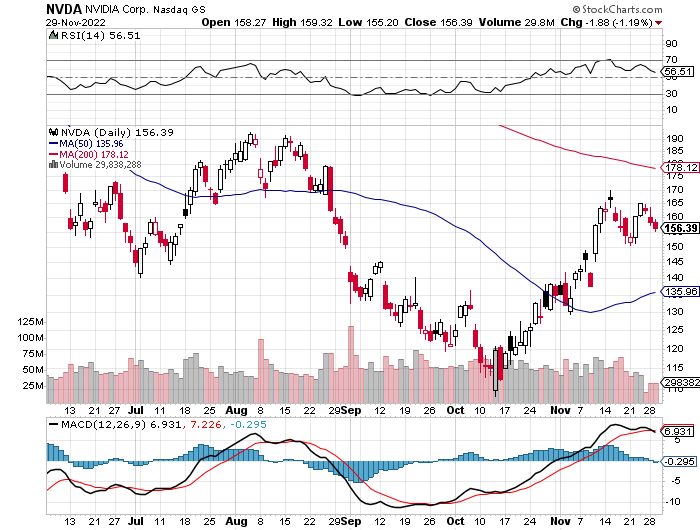 NVDA NVIDIA Corp. Nasdaq GS © StockCharts.com
29-Nov-2022 Open 158.27 High 159.32 Low 155.20 Close 156.39 Volume 29.8M Chg -1.88 (-1.19%)
RSI(14) 56.51
90
70
56.51
50
30
10
NVDA (Daily) 156.39
MA(50) 135.96
MA(200) 178.12
Volume 29,838,288
190
185
178.12
170
165
160
156.39
150
145
140
135.96
130
125
120
115
110
125M
100M
75M
50M
25M
298382
13 21 27 Jul 11 18 25 Aug 8 15 22 29 Sep 12 19 26 Oct 10 17 24 Nov 7 14 21 28
MACD(12,26,9) 6.931, 7.226, -0.295
6.931
-0.295
-5
-10
13 21 27 Jul 11 18 25 Aug 8 15 22 29 Sep 12 19 26 Oct 10 17 24 Nov 7 14 21 28